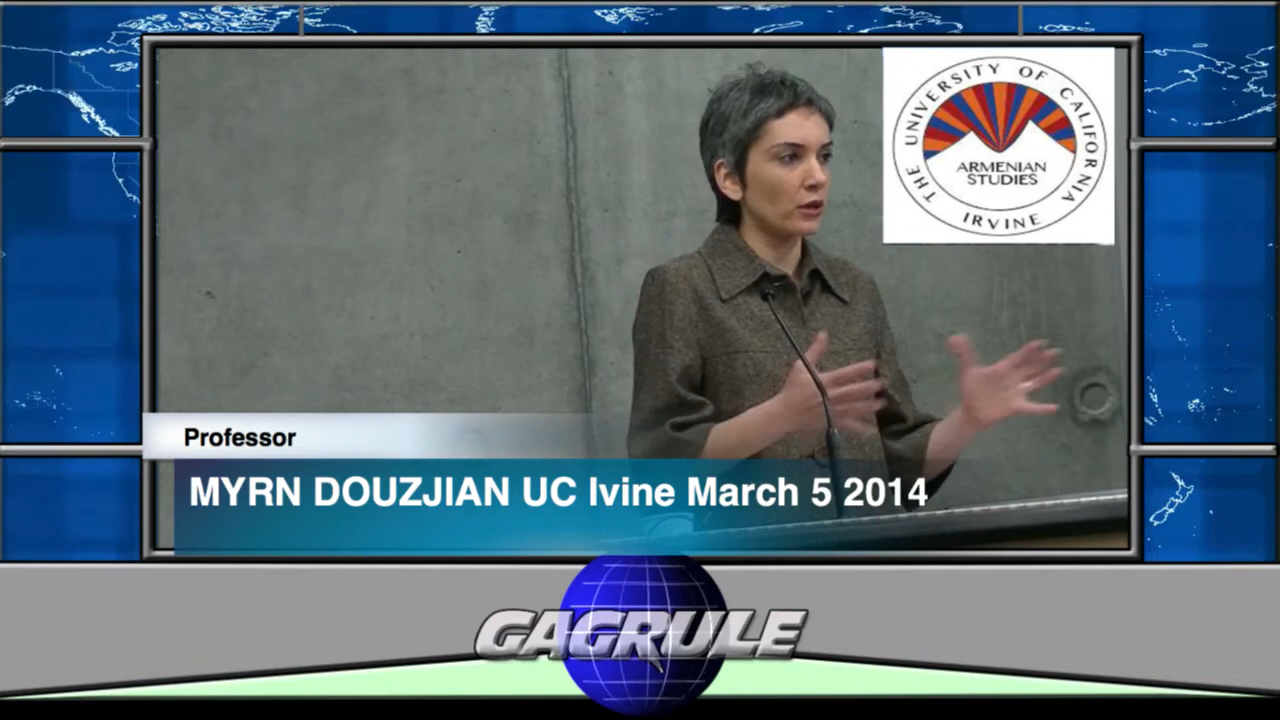 THE UNIVERSITY OF CALIFORNIA
ARMENIAN
STUDIES
IRVINE
Professor
MYRN DOUZJIAN UC Ivine March 5 2014
GAGRULE